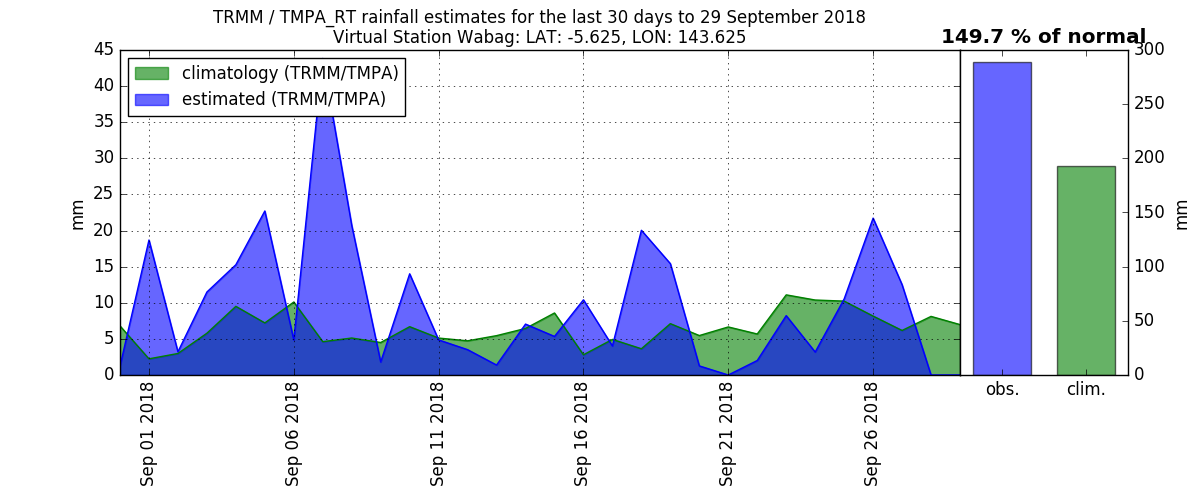 TRMM / TMPA_RT rainfall estimates for the last 30 days to 29 September 2018
Virtual Station Wabag: LAT: -5.625, LON: 143.625
149.7 % of normal
climatology (TRMM/TMPA)
estimated (TRMM/TMPA)
mm
45
40
35
30
25
20
15
10
5
0
Sep 01 2018
Sep 06 2018
Sep 11 2018
Sep 16 2018
Sep 21 2018
Sep 26 2018
300
250
200
150
100
50
0
mm
obs.
clim.